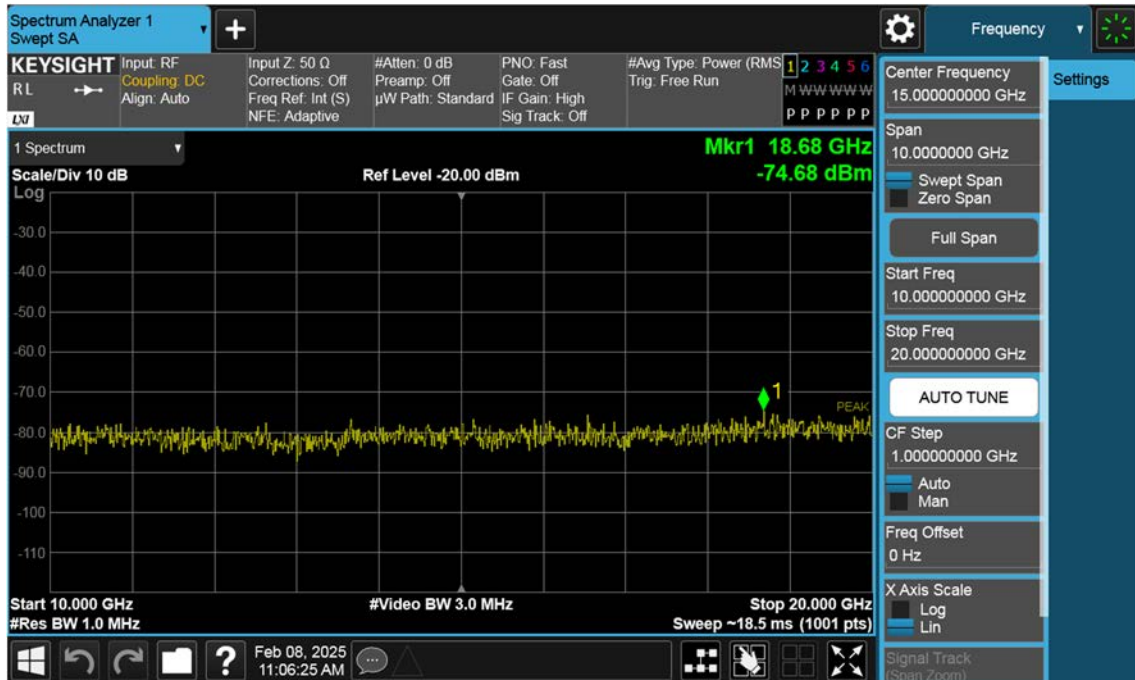 Spectrum Analyzer 1
Swept SA
Frequency
KEYSIGHT
RL
LXI
Input: RF
Coupling: DC
Align: Auto
Input Z: 50 Ω
Corrections: Off
Freq Ref: Int (S)
NFE: Adaptive
#Atten: 0 dB
Preamp: Off
µW Path: Standard
PNO: Fast
Gate: Off
IF Gain: High
Sig Track: Off
#Avg Type: Power (RMS
Trig: Free Run
1 2 3 4 5 6
M W W W W W
P P P P P P
1 Spectrum
Scale/Div 10 dB
Ref Level -20.00 dBm
Mkr1 18.68 GHz
-74.68 dBm
Log
-30.0
-40.0
-50.0
-60.0
-70.0
-80.0
-90.0
-100
-110
1
PEAK
Start 10.000 GHz
#Video BW 3.0 MHz
Stop 20.000 GHz
#Res BW 1.0 MHz
Sweep ~18.5 ms (1001 pts)
Center Frequency
15.000000000 GHz
Settings
Span
10.0000000 GHz
Swept Span
Zero Span
Full Span
Start Freq
10.000000000 GHz
Stop Freq
20.000000000 GHz
AUTO TUNE
CF Step
1.000000000 GHz
Auto
Man
Freq Offset
0 Hz
X Axis Scale
Log
Lin
Signal Track
(Span Zoom)
?
Feb 08, 2025
11:06:25 AM